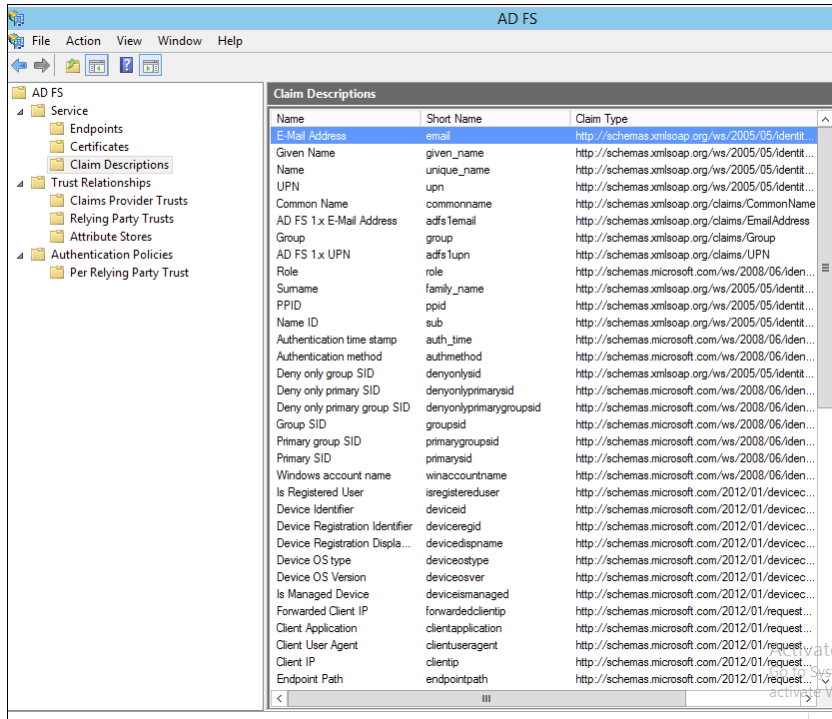 AD FS
File Action View Window Help
AD FS
Service
Endpoints
Certificates
Claim Descriptions
Trust Relationships
Claims Provider Trusts
Relying Party Trusts
Attribute Stores
Authentication Policies
Per Relying Party Trust
Claim Descriptions
Name Short Name Claim Type
E-Mail Address email http://schemas.xmlsoap.org/ws/2005/05/identit...
Given Name given_name http://schemas.xmlsoap.org/ws/2005/05/identit...
Name unique_name http://schemas.xmlsoap.org/ws/2005/05/identit...
UPN upn http://schemas.xmlsoap.org/ws/2005/05/identit...
Common Name commonname http://schemas.xmlsoap.org/claims/CommonName
AD FS 1.x E-Mail Address adfs1email http://schemas.xmlsoap.org/claims/EmailAddress
Group group http://schemas.xmlsoap.org/claims/Group
AD FS 1.x UPN adfs1upn http://schemas.xmlsoap.org/claims/UPN
Role role http://schemas.microsoft.com/ws/2008/06/iden...
Surname family_name http://schemas.xmlsoap.org/ws/2005/05/identit...
PPID ppid http://schemas.xmlsoap.org/ws/2005/05/identit...
Name ID sub http://schemas.xmlsoap.org/ws/2005/05/identit...
Authentication time stamp auth_time http://schemas.microsoft.com/ws/2008/06/iden...
Authentication method authmethod http://schemas.microsoft.com/ws/2008/06/iden...
Deny only group SID denyonlysid http://schemas.xmlsoap.org/ws/2005/05/identit...
Deny only primary SID denyonlyprimarysid http://schemas.microsoft.com/ws/2008/06/iden...
Deny only primary group SID denyonlyprimarygroupsid http://schemas.microsoft.com/ws/2008/06/iden...
Group SID groupsid http://schemas.microsoft.com/ws/2008/06/iden...
Primary group SID primarygroupsid http://schemas.microsoft.com/ws/2008/06/iden...
Primary SID primarysid http://schemas.microsoft.com/ws/2008/06/iden...
Windows account name winaccountname http://schemas.microsoft.com/ws/2008/06/iden...
Is Registered User isregistereduser http://schemas.microsoft.com/2012/01/devicec...
Device Identifier deviceid http://schemas.microsoft.com/2012/01/devicec...
Device Registration Identifier deviceregid http://schemas.microsoft.com/2012/01/devicec...
Device Registration Displa... devicedispname http://schemas.microsoft.com/2012/01/devicec...
Device OS type deviceostype http://schemas.microsoft.com/2012/01/devicec...
Device OS Version deviceosver http://schemas.microsoft.com/2012/01/devicec...
Is Managed Device deviceismanaged http://schemas.microsoft.com/2012/01/devicec...
Forwarded Client IP forwardedclientip http://schemas.microsoft.com/2012/01/request...
Client Application clientapplication http://schemas.microsoft.com/2012/01/request...
Client User Agent clientuseragent http://schemas.microsoft.com/2012/01/request...
Client IP clientip http://schemas.microsoft.com/2012/01/request...
Endpoint Path endpointpath http://schemas.microsoft.com/2012/01/request...
Activate
Go to Sys
activate W